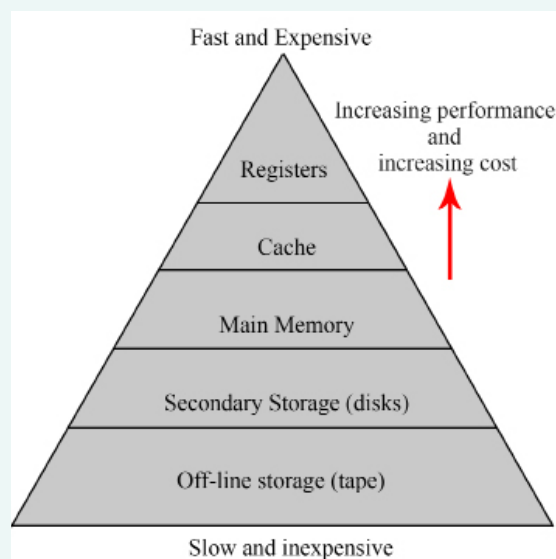 Fast and Expensive
Increasing performance
and
increasing cost
Registers
Cache
Main Memory
Secondary Storage (disks)
Off-line storage (tape)
Slow and inexpensive